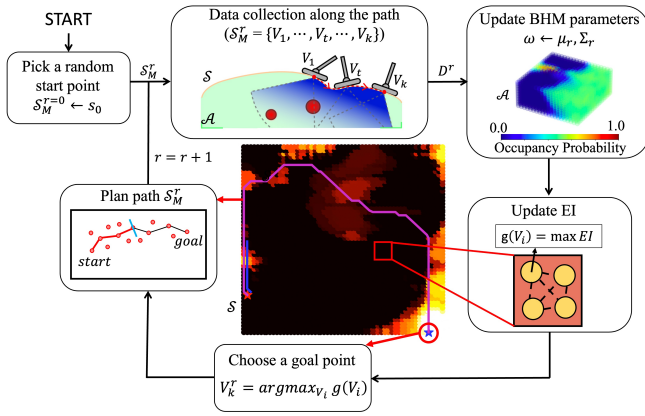 START
Pick a random
start point
𝒮_M^{r=0} ← s_0
𝒮_M^r
Data collection along the path
(𝒮_M^r = {V_1, ⋯, V_t, ⋯, V_k})
V_1
V_t
V_k
𝒮
𝒜
D^r
Update BHM parameters
ω ← μ_r, Σ_r
𝒜
0.0
1.0
Occupancy Probability
r = r + 1
Plan path 𝒮_M^r
start
goal
𝒮
Update EI
g(V_i) = max EI
Choose a goal point
V_k^r = argmax_{V_i} g(V_i)